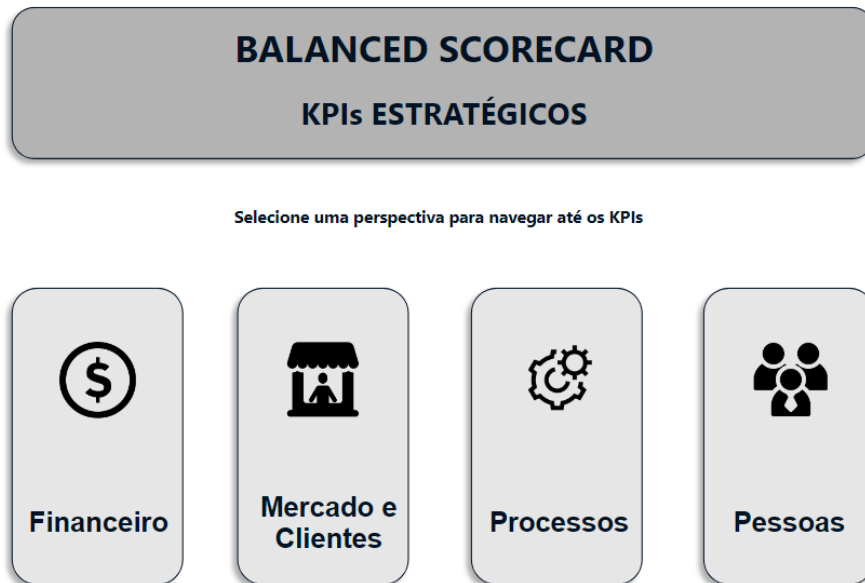 BALANCED SCORECARD
KPIs ESTRATÉGICOS
Selecione uma perspectiva para navegar até os KPIs
Financeiro
Mercado e
Clientes
Processos
Pessoas